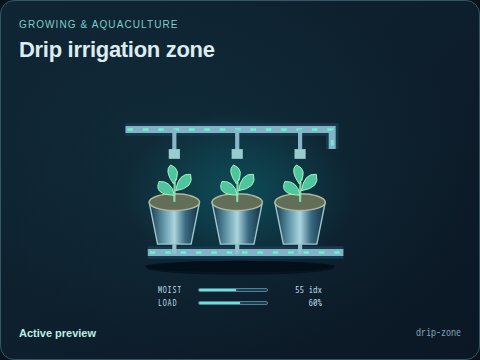 GROWING & AQUACULTURE
Drip irrigation zone
MOIST 55 idx
LOAD 60%
Active preview drip-zone